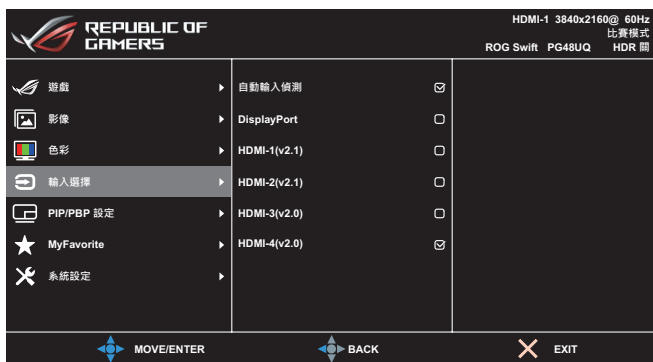 REPUBLIC OF
GAMERS
HDMI-1 3840x2160@ 60Hz
比賽模式
ROG Swift PG48UQ HDR 關
遊戲
影像
色彩
輸入選擇
PIP/PBP 設定
MyFavorite
系統設定
自動輸入偵測
DisplayPort
HDMI-1(v2.1)
HDMI-2(v2.1)
HDMI-3(v2.0)
HDMI-4(v2.0)
MOVE/ENTER
BACK
EXIT